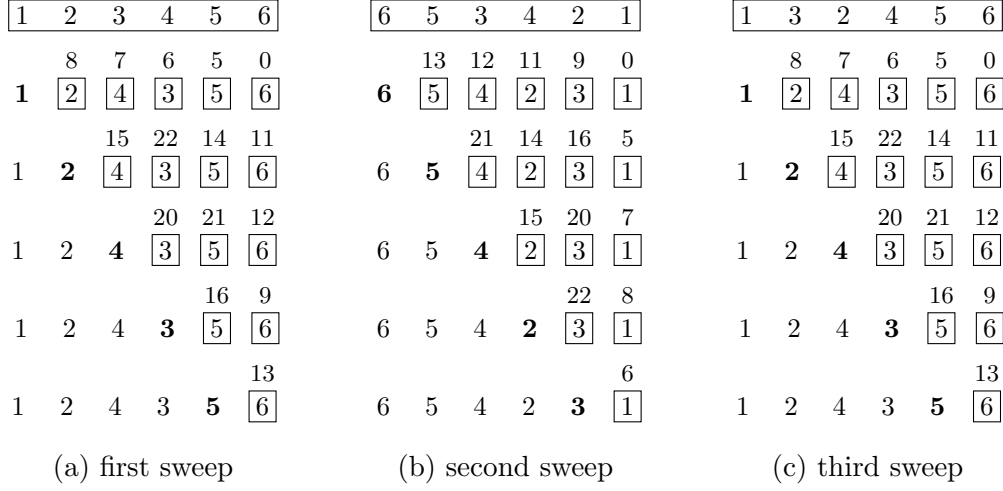 1 2 3 4 5 6 6 5 3 4 2 1 1 3 2 4 5 6
8 7 6 5 0 13 12 11 9 0 8 7 6 5 0
1 2 4 3 5 6 6 5 4 2 3 1 1 2 4 3 5 6
15 22 14 11 21 14 16 5 15 22 14 11
1 2 4 3 5 6 6 5 4 2 3 1 1 2 4 3 5 6
20 21 12 15 20 7 20 21 12
1 2 4 3 5 6 6 5 4 2 3 1 1 2 4 3 5 6
16 9 22 8 16 9
1 2 4 3 5 6 6 5 4 2 3 1 1 2 4 3 5 6
13 6 13
1 2 4 3 5 6 6 5 4 2 3 1 1 2 4 3 5 6
(a) first sweep (b) second sweep (c) third sweep